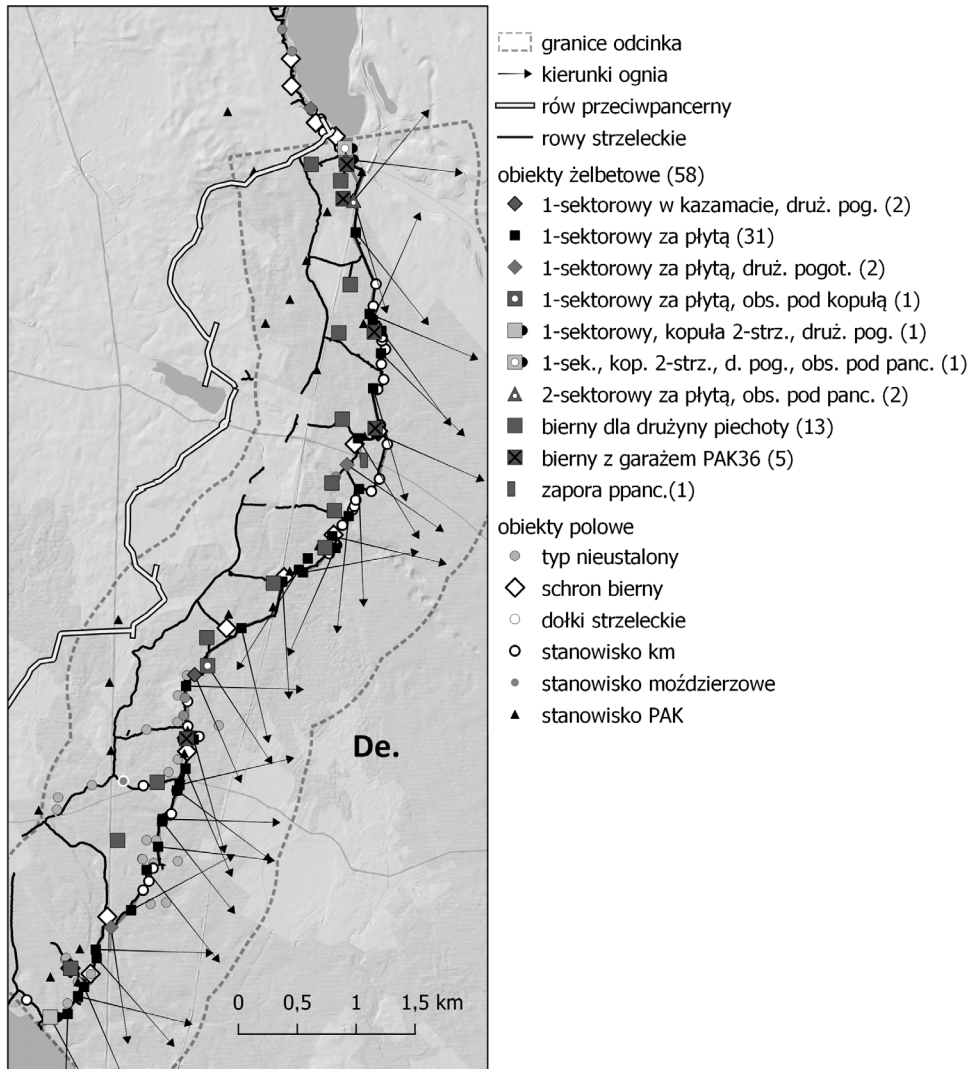 granice odcinka
kierunki ognia
rów przeciwpancerny
rowy strzeleckie
obiekty żelbetowe (58)
1-sektorowy w kazamacie, druż. pog. (2)
1-sektorowy za płytą (31)
1-sektorowy za płytą, druż. pogot. (2)
1-sektorowy za płytą, obs. pod kopułą (1)
1-sektorowy, kopuła 2-strz., druż. pog. (1)
1-sek., kop. 2-strz., d. pog., obs. pod panc. (1)
2-sektorowy za płytą, obs. pod panc. (2)
bierny dla drużyny piechoty (13)
bierny z garażem PAK36 (5)
zapora ppanc.(1)
obiekty polowe
typ nieustalony
schron bierny
dołki strzeleckie
stanowisko km
stanowisko moździerzowe
stanowisko PAK
De.
0 0,5 1 1,5 km